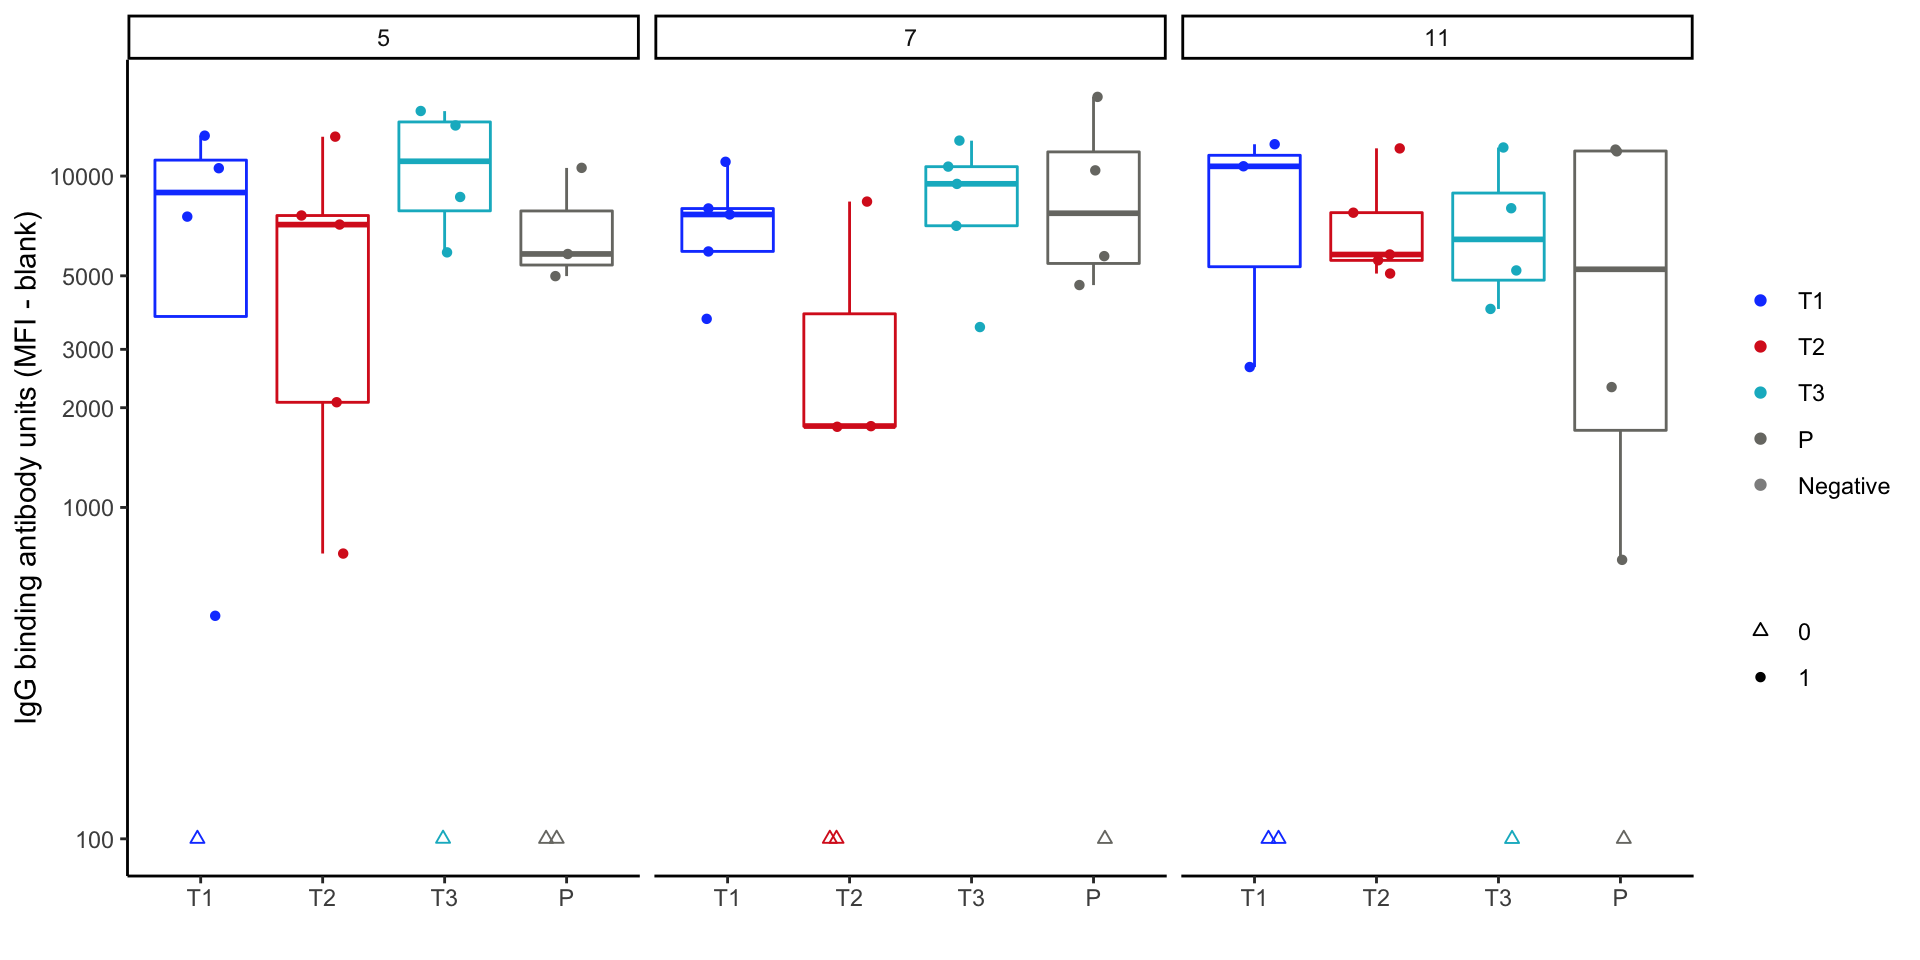 5
7
11
IgG binding antibody units (MFI - blank)
10000
5000
3000
2000
1000
100
T1
T2
T3
P
T1
T2
T3
P
T1
T2
T3
P
T1
T2
T3
P
Negative
0
1